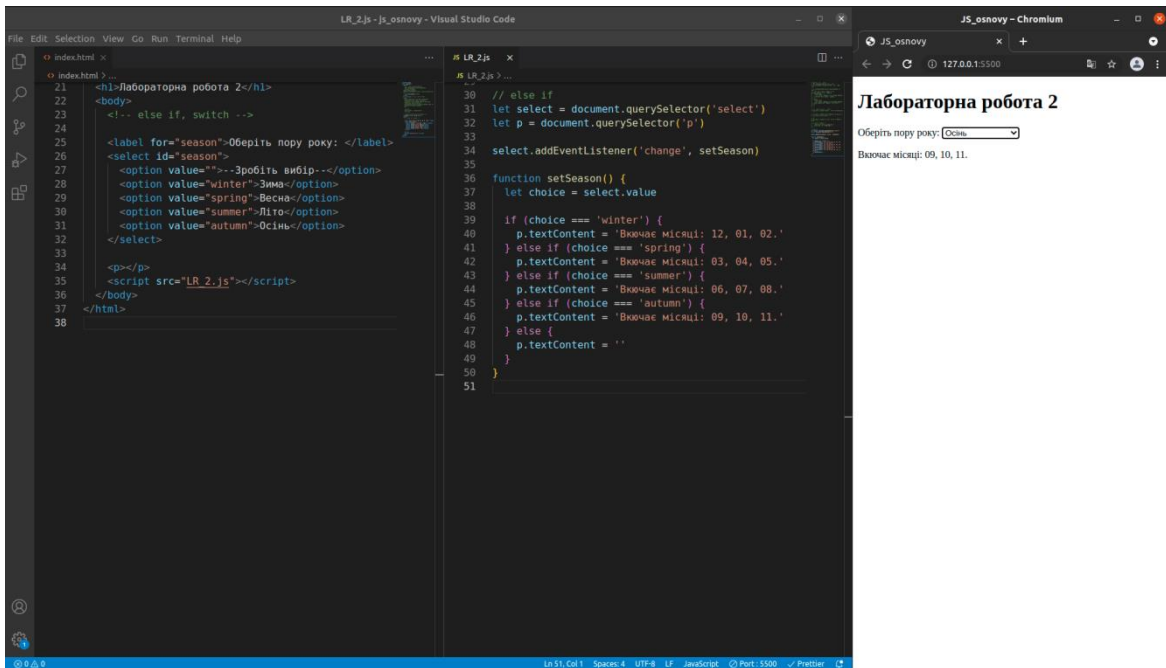 LR_2.js - js_osnovy - Visual Studio Code
File Edit Selection View Go Run Terminal Help
index.html
index.html > ...
21 <h1>Лабораторна робота 2</h1>
22 <body>
23 <!-- else if, switch -->
24
25 <label for="season">Оберіть пору року: </label>
26 <select id="season">
27 <option value="">--Зробіть вибір--</option>
28 <option value="winter">Зима</option>
29 <option value="spring">Весна</option>
30 <option value="summer">Літо</option>
31 <option value="autumn">Осінь</option>
32 </select>
33
34 <p></p>
35 <script src="LR_2.js"></script>
36 </body>
37 </html>
38
JS LR_2.js
JS LR_2.js > ...
30 // else if
31 let select = document.querySelector('select')
32 let p = document.querySelector('p')
33
34 select.addEventListener('change', setSeason)
35
36 function setSeason() {
37 let choice = select.value
38
39 if (choice === 'winter') {
40 p.textContent = 'Вкючає місяці: 12, 01, 02.'
41 } else if (choice === 'spring') {
42 p.textContent = 'Вкючає місяці: 03, 04, 05.'
43 } else if (choice === 'summer') {
44 p.textContent = 'Вкючає місяці: 06, 07, 08.'
45 } else if (choice === 'autumn') {
46 p.textContent = 'Вкючає місяці: 09, 10, 11.'
47 } else {
48 p.textContent = ''
49 }
50 }
51
0 0
Ln 51, Col 1 Spaces: 4 UTF-8 LF JavaScript Port : 5500 Prettier
JS_osnovy – Chromium
JS_osnovy
127.0.0.1:5500
Лабораторна робота 2
Оберіть пору року: Осінь
Вкючає місяці: 09, 10, 11.